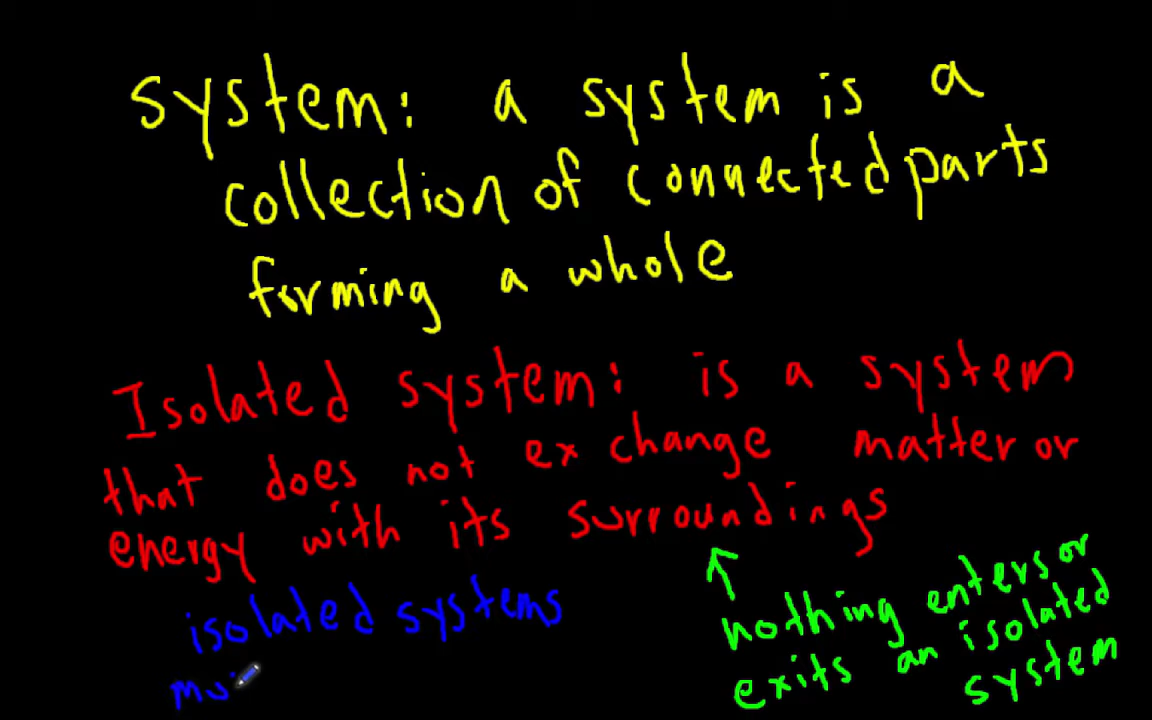 system: a system is a
collection of connected parts
forming a whole
Isolated system: is a system
that does not exchange matter or
energy with its surroundings
isolated systems
nothing enters or
exits an isolated
system